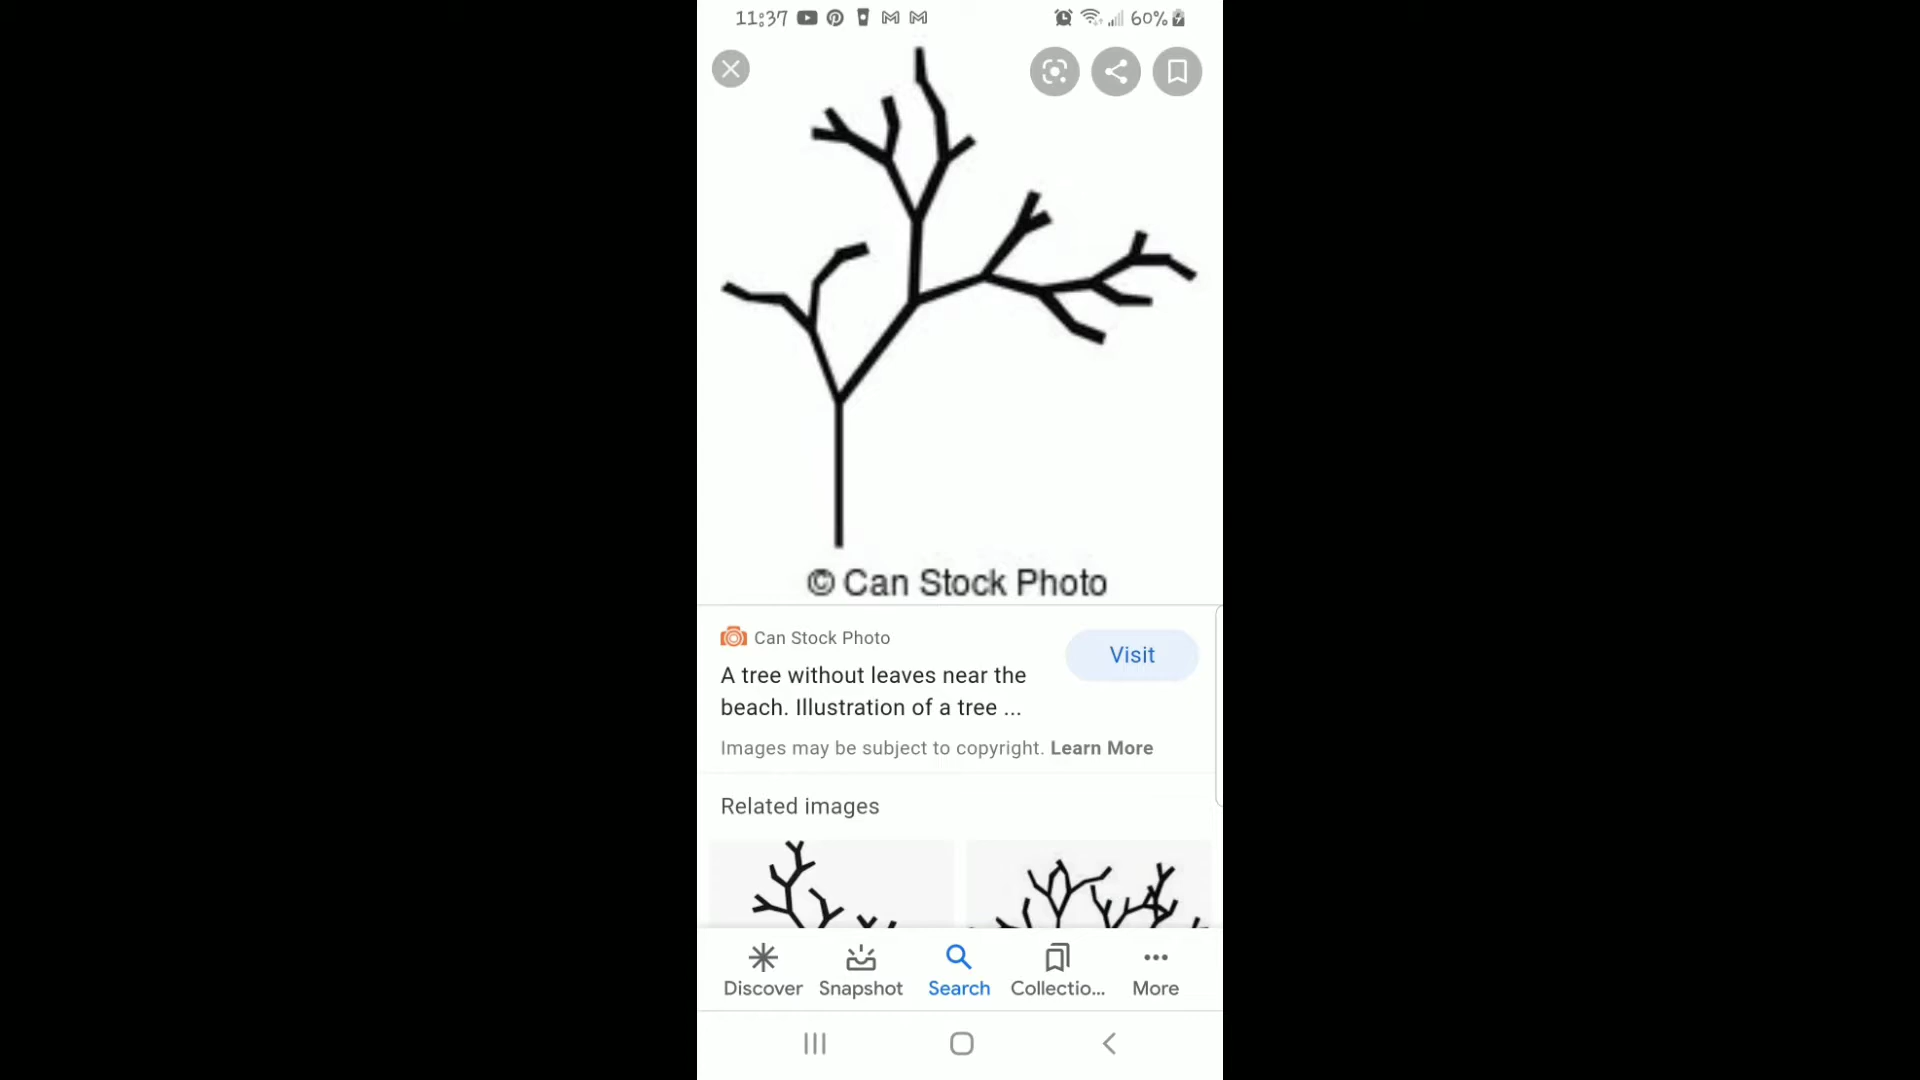 11:37 60%
© Can Stock Photo
Can Stock Photo
Visit
A tree without leaves near the
beach. Illustration of a tree ...
Images may be subject to copyright. Learn More
Related images
Discover Snapshot Search Collectio... More